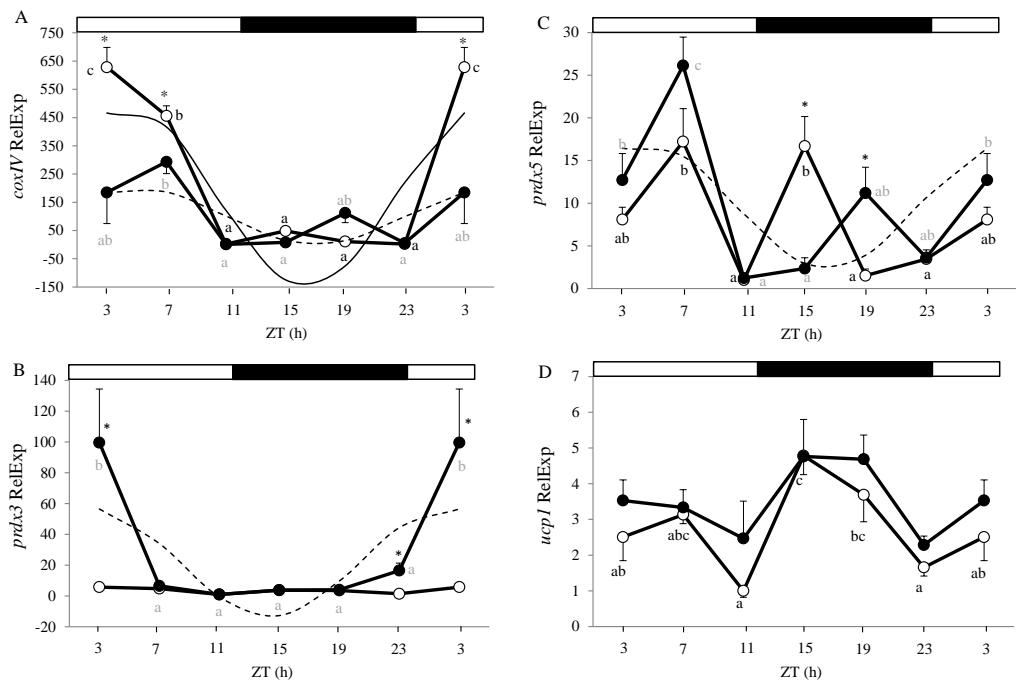 A
coxIV RelExp
750
650
550
450
350
250
150
50
-50
-150
* *
c c
*
b
b
ab a ab
ab a a a a a ab
3 7 11 15 19 23 3
ZT (h)
C
prdx5 RelExp
30
25
20
15
10
5
0
c
* *
b b b b
ab
ab ab ab
a a a a a
3 7 11 15 19 23 3
ZT (h)
B
prdx3 RelExp
140
120
100
80
60
40
20
0
-20
* *
b b
*
a a a a a
3 7 11 15 19 23 3
ZT (h)
D
ucp1 RelExp
7
6
5
4
3
2
1
0
c
abc bc
ab ab
a a
3 7 11 15 19 23 3
ZT (h)